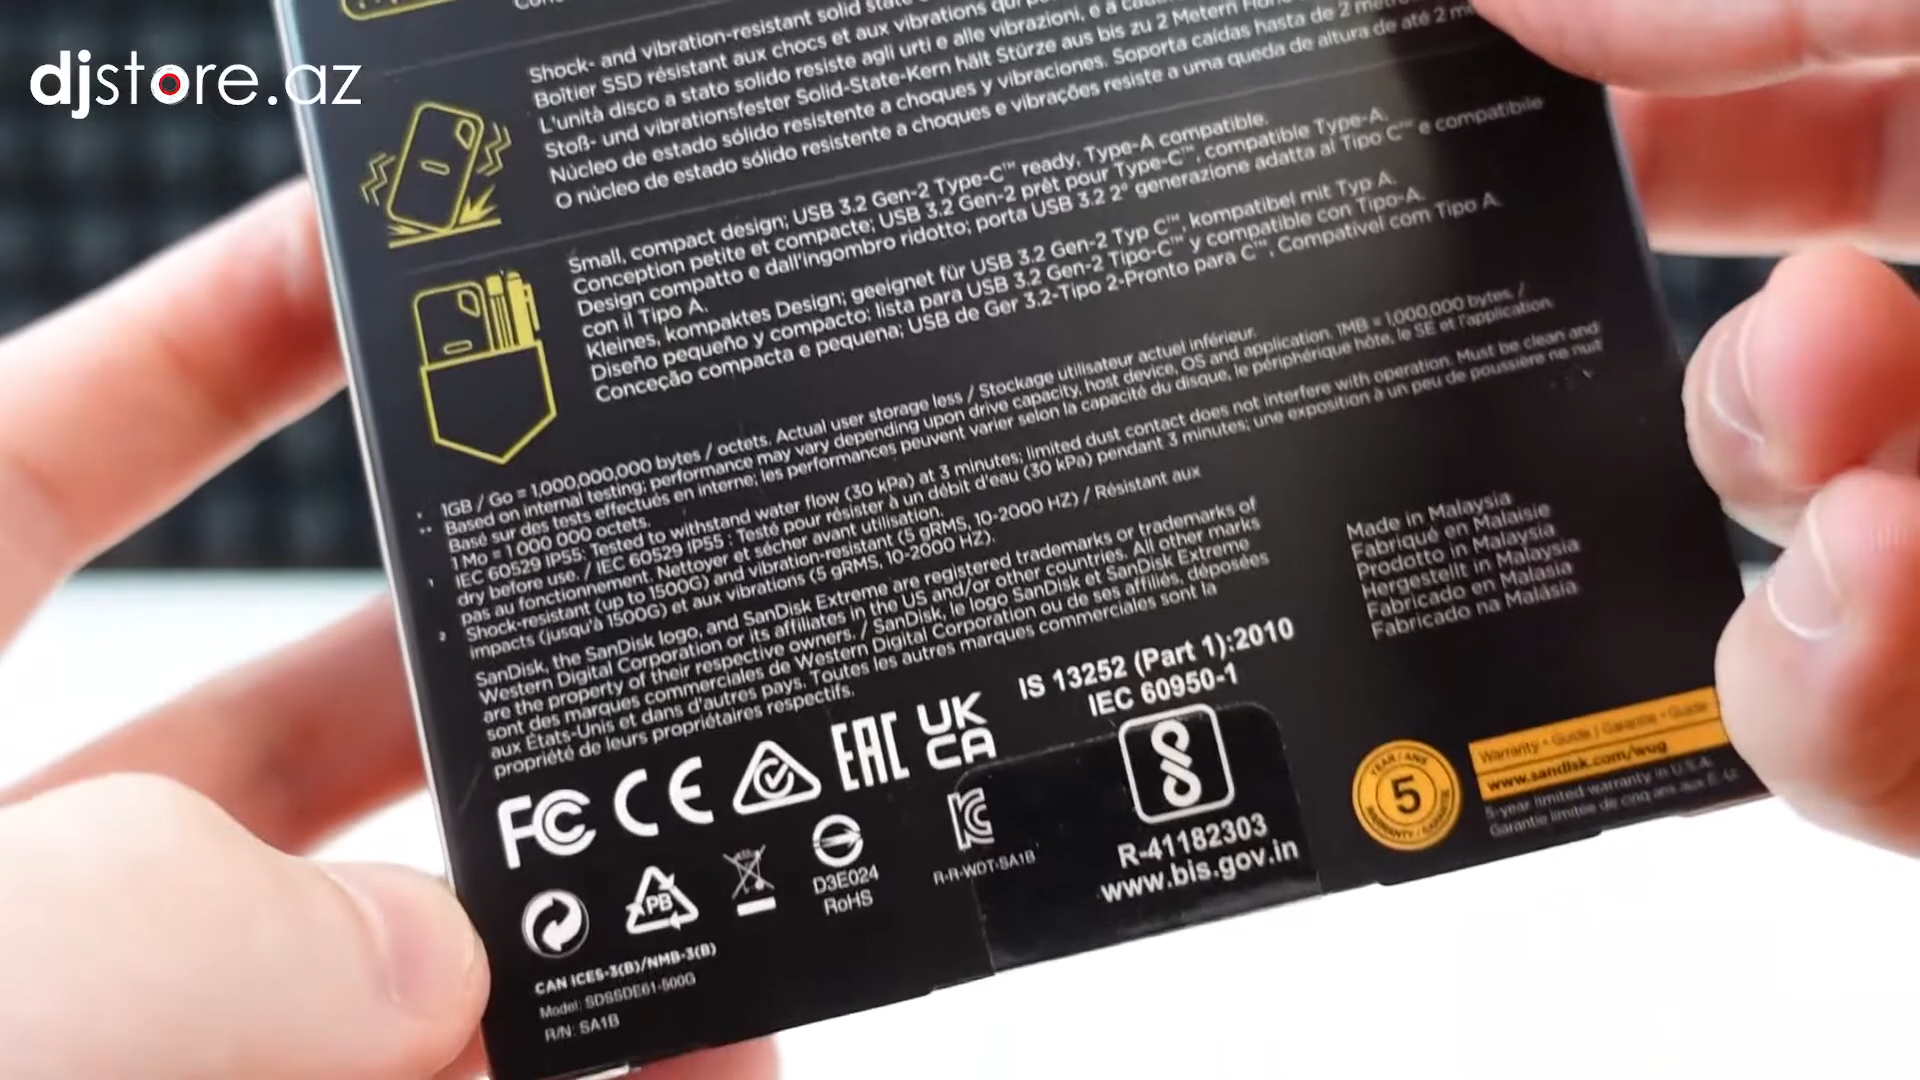 djstore.az
Shock- and vibration-resistant solid state
Boîtier SSD résistant aux chocs et aux vibrations
L'unità disco a stato solido resiste agli urti e alle vibrazioni, e a
Stoß- und vibrationsfester Solid-State-Kern hält Stürze aus bis zu 2 Metern
Núcleo de estado sólido resistente a choques y vibraciones. Soporta caídas hasta de 2
O núcleo de estado sólido resistente a choques e vibrações resiste a uma queda de altura de até 2
Small, compact design; USB 3.2 Gen-2 Type-C™ ready, Type-A compatible.
Conception petite et compacte; USB 3.2 Gen-2 prêt pour Type-C™, compatible Type-A.
Design compatto e dall'ingombro ridotto; porta USB 3.2 2ª generazione adatta al Tipo C™ e compatibile
con il Tipo A.
Kleines, kompaktes Design; geeignet für USB 3.2 Gen-2 Typ C™, kompatibel mit Typ A.
Diseño pequeño y compacto; lista para USB 3.2 Gen-2 Tipo-C™ y compatible con Tipo-A.
Conceção compacta e pequena; USB de Ger 3.2-Tipo 2-Pronto para C™, Compatível com Tipo A.
* 1GB / Go = 1,000,000,000 bytes / octets. Actual user storage less / Stockage utilisateur actuel inférieur.
** Based on internal testing; performance may vary depending upon drive capacity, host device, OS and application. 1MB = 1,000,000 bytes. /
Basé sur des tests effectués en interne; les performances peuvent varier selon la capacité du disque, le périphérique hôte, le SE et l'application.
1 Mo = 1 000 000 octets.
1 IEC 60529 IP55: Tested to withstand water flow (30 kPa) at 3 minutes; limited dust contact does not interfere with operation. Must be clean and
dry before use. / IEC 60529 IP55 : Testé pour résister à un débit d'eau (30 kPa) pendant 3 minutes; une exposition à un peu de poussière ne nuit
pas au fonctionnement. Nettoyer et sécher avant utilisation.
2 Shock-resistant (up to 1500G) and vibration-resistant (5 gRMS, 10-2000 HZ) / Résistant aux
impacts (jusqu'à 1500G) et aux vibrations (5 gRMS, 10-2000 HZ).
SanDisk, the SanDisk logo, and SanDisk Extreme are registered trademarks or trademarks of
Western Digital Corporation or its affiliates in the US and/or other countries. All other marks
are the property of their respective owners. / SanDisk, le logo SanDisk et SanDisk Extreme
sont des marques commerciales de Western Digital Corporation ou de ses affiliés, déposées
aux États-Unis et dans d'autres pays. Toutes les autres marques commerciales sont la
propriété de leurs propriétaires respectifs.
Made in Malaysia
Fabriqué en Malaisie
Prodotto in Malaysia
Hergestellt in Malaysia
Fabricado en Malasia
Fabricado na Malásia
IS 13252 (Part 1):2010
IEC 60950-1
FC CE EAC UK
CA
R-41182303
www.bis.gov.in
PB
D3E024
RoHS
R-R-WDT-SA1B
CAN ICES-3(B)/NMB-3(B)
Model: SDSSDE61-500G
R/N: SA1B
YEAR / ANS
5
WARRANTY / GARANTIE
Warranty • Guide / Garantie • Guide
www.sandisk.com/wug
5-year limited warranty in U.S.A.
Garantie limitée de cinq ans aux É.-U.